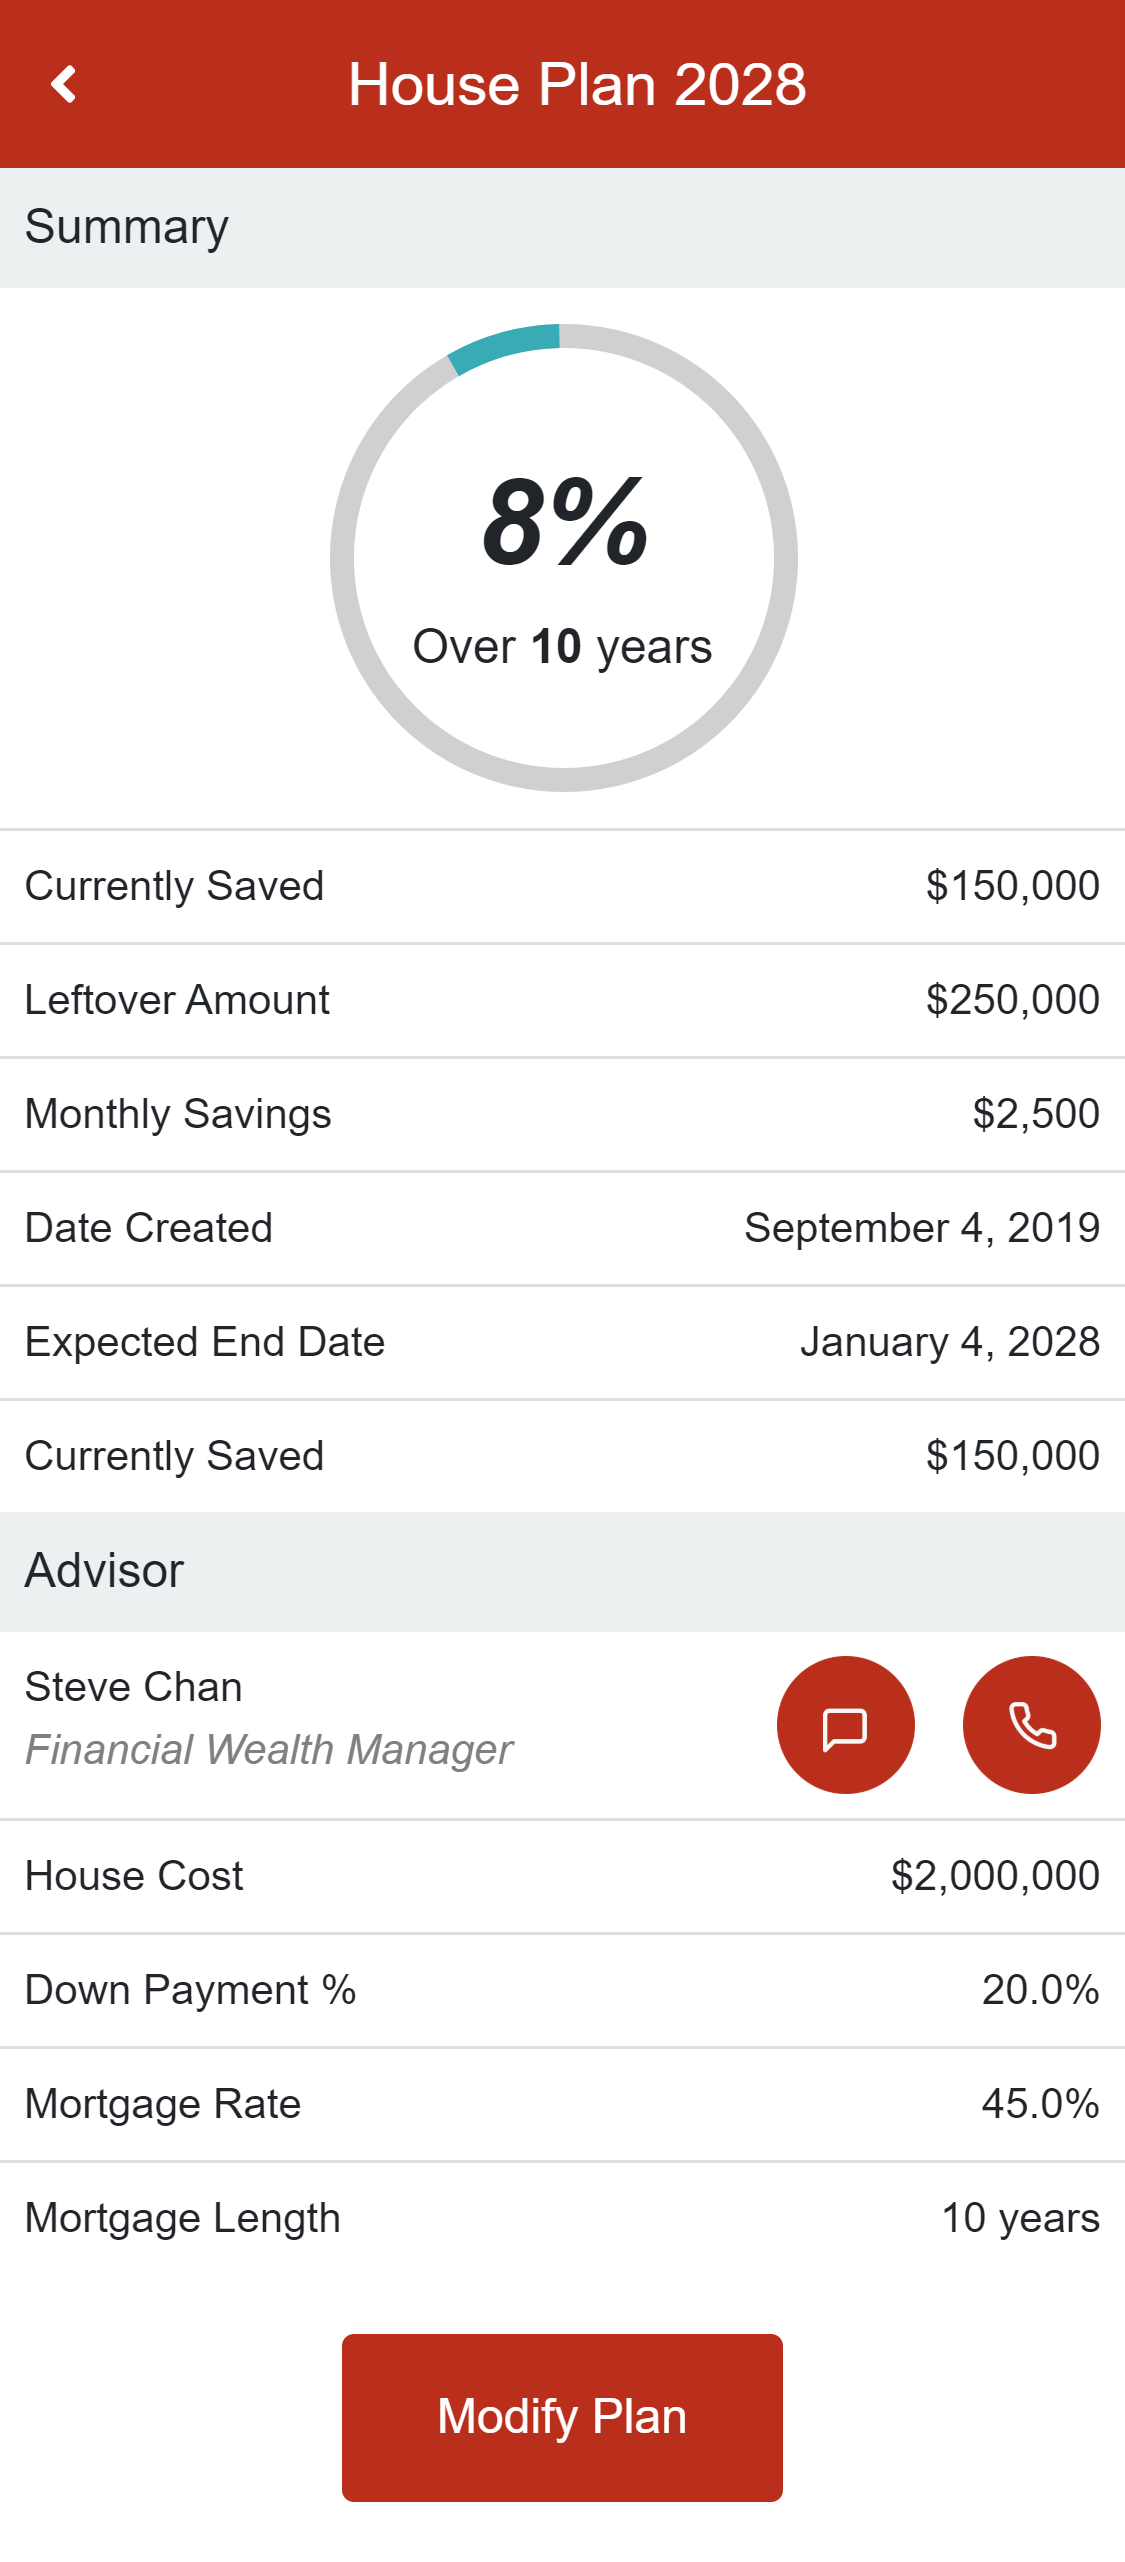 House Plan 2028
Summary
8%
Over 10 years
Currently Saved $150,000
Leftover Amount $250,000
Monthly Savings $2,500
Date Created September 4, 2019
Expected End Date January 4, 2028
Currently Saved $150,000
Advisor
Steve Chan
Financial Wealth Manager
House Cost $2,000,000
Down Payment % 20.0%
Mortgage Rate 45.0%
Mortgage Length 10 years
Modify Plan